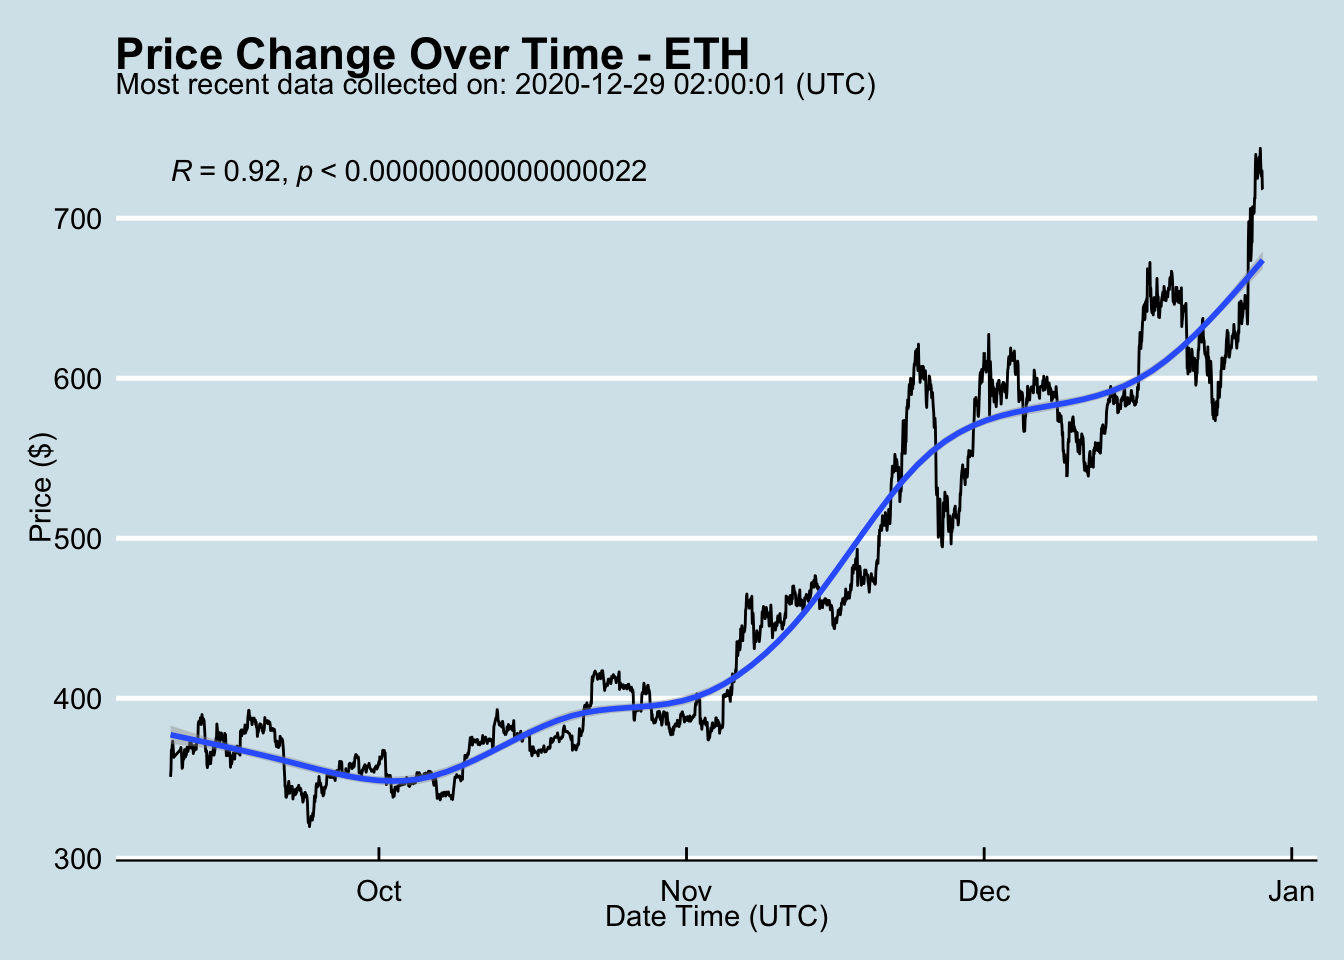 Price Change Over Time - ETH
Most recent data collected on: 2020-12-29 02:00:01 (UTC)
R = 0.92, p < 0.00000000000000022
700
600
500
400
300
Price ($)
Oct Nov Dec Jan
Date Time (UTC)